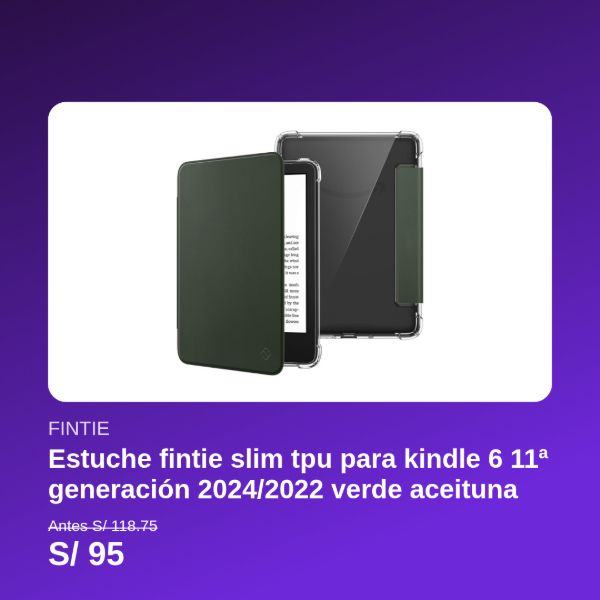 FINTIE
Estuche fintie slim tpu para kindle 6 11ª
generación 2024/2022 verde aceituna
Antes S/ 118.75
S/ 95